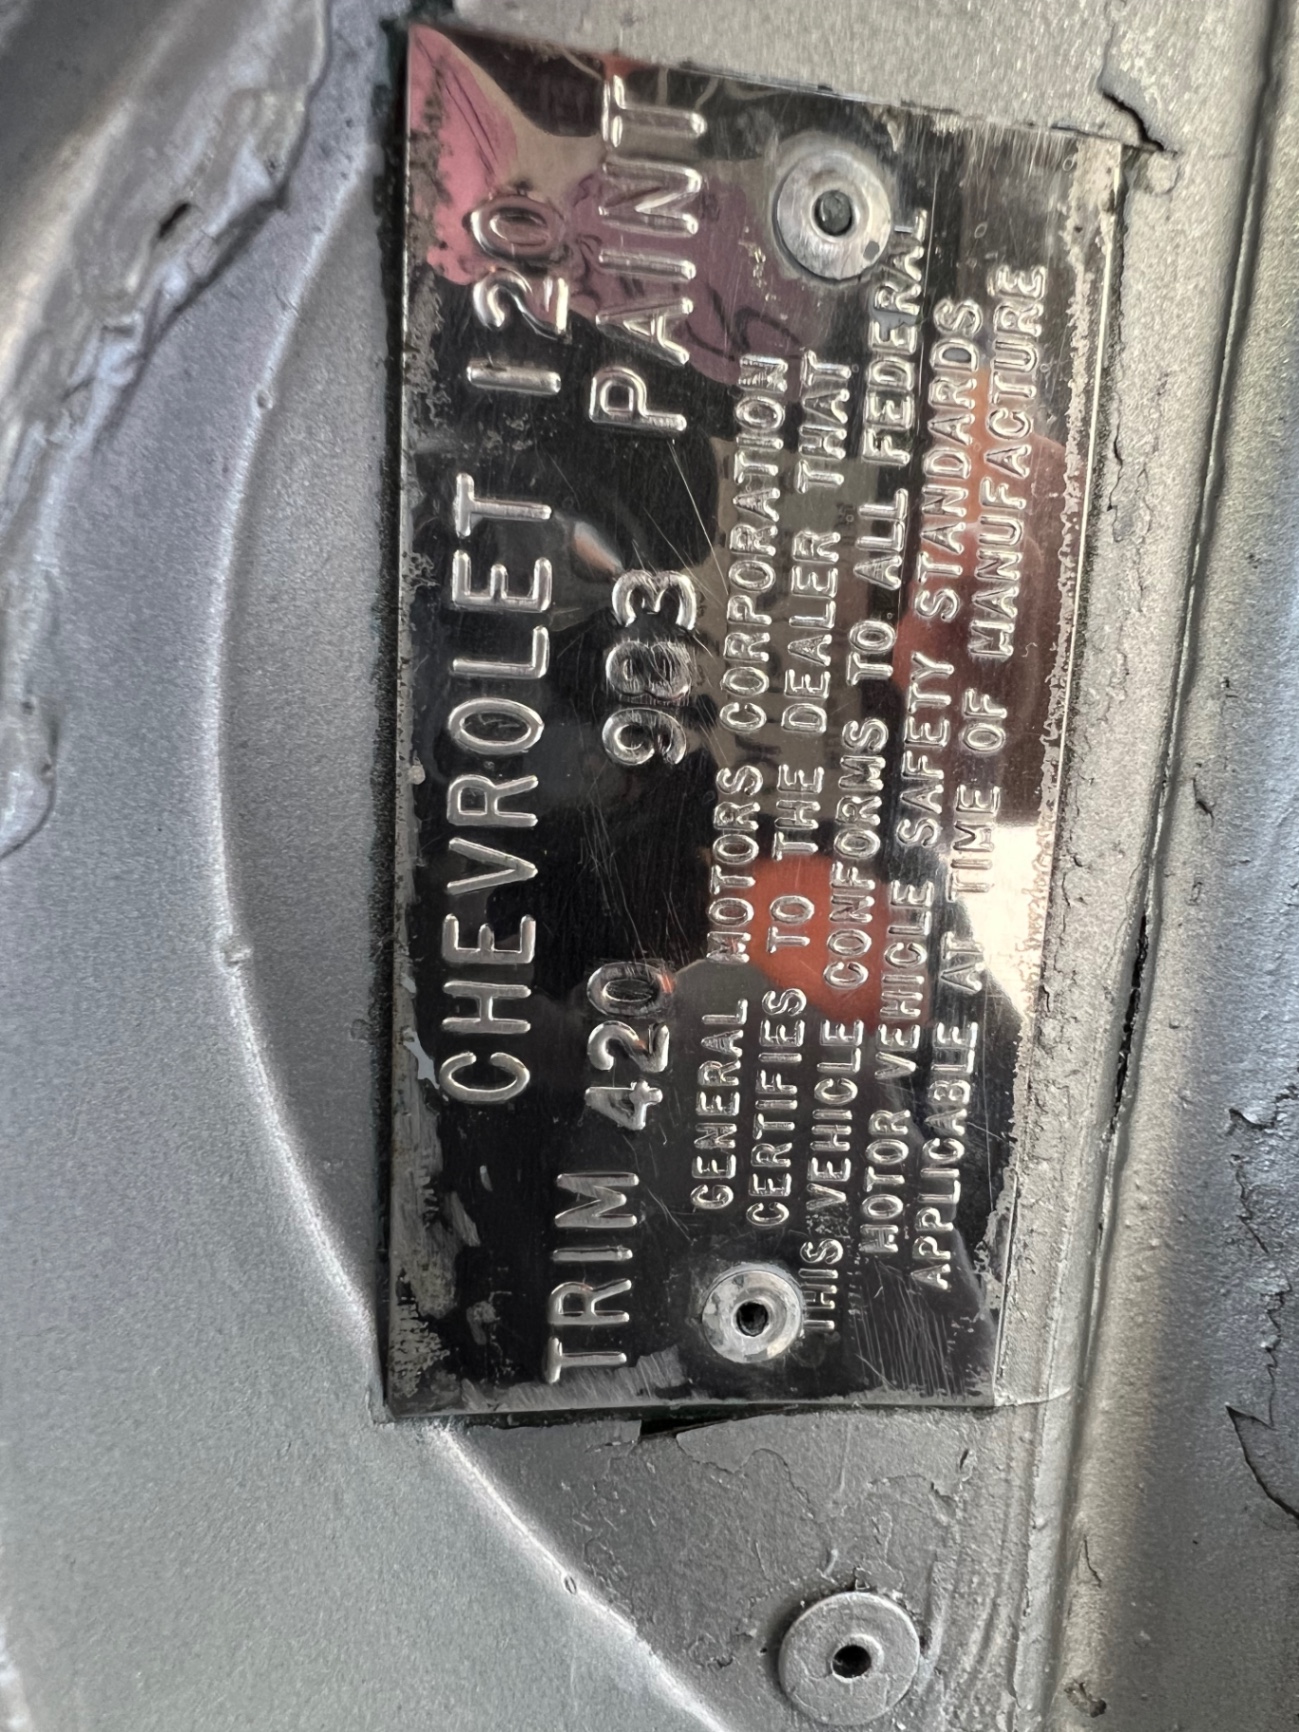 CHEVROLET 120
TRIM 420 983 PAINT
GENERAL MOTORS CORPORATION
CERTIFIES TO THE DEALER THAT
THIS VEHICLE CONFORMS TO ALL FEDERAL
MOTOR VEHICLE SAFETY STANDARDS
APPLICABLE AT TIME OF MANUFACTURE